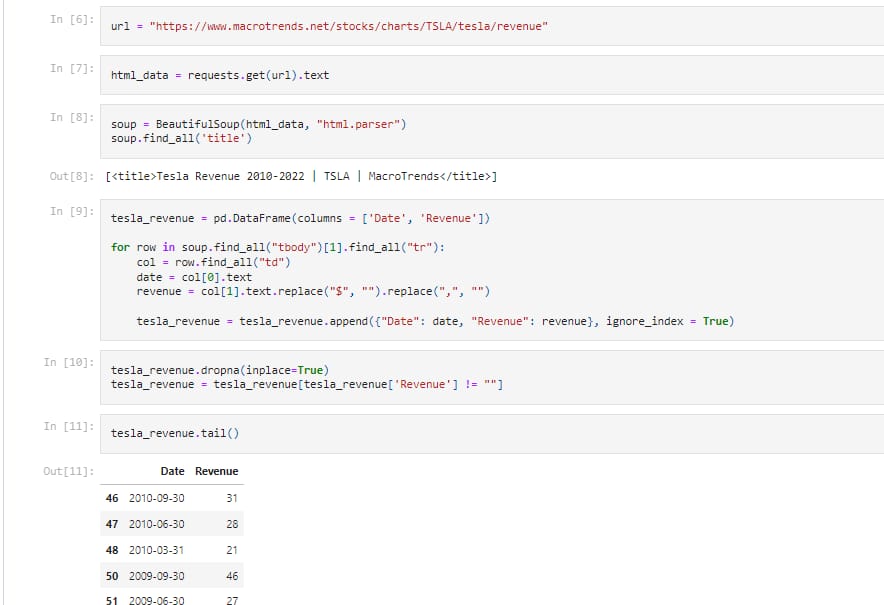 In [6]: url = "https://www.macrotrends.net/stocks/charts/TSLA/tesla/revenue"
In [7]: html_data = requests.get(url).text
In [8]: soup = BeautifulSoup(html_data, "html.parser")
soup.find_all('title')
Out[8]: [<title>Tesla Revenue 2010-2022 | TSLA | MacroTrends</title>]
In [9]: tesla_revenue = pd.DataFrame(columns = ['Date', 'Revenue'])
for row in soup.find_all("tbody")[1].find_all("tr"):
    col = row.find_all("td")
    date = col[0].text
    revenue = col[1].text.replace("$", "").replace(",", "")
    tesla_revenue = tesla_revenue.append({"Date": date, "Revenue": revenue}, ignore_index = True)
In [10]: tesla_revenue.dropna(inplace=True)
tesla_revenue = tesla_revenue[tesla_revenue['Revenue'] != ""]
In [11]: tesla_revenue.tail()
Out[11]: Date Revenue
46 2010-09-30 31
47 2010-06-30 28
48 2010-03-31 21
50 2009-09-30 46
51 2009-06-30 27